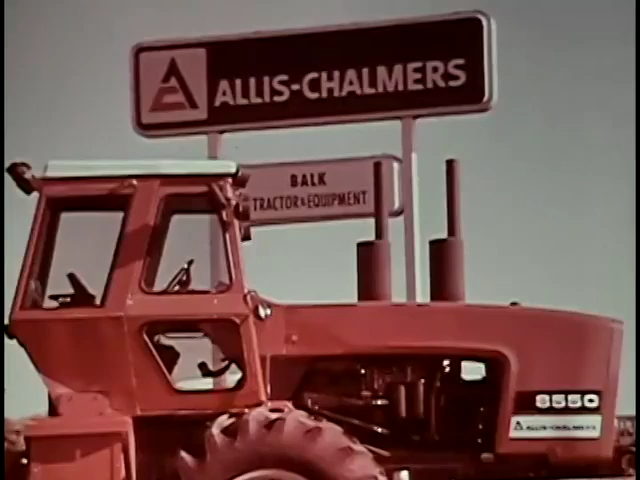 ALLIS-CHALMERS
BALK
TRACTOR & EQUIPMENT
8550
ALLIS-CHALMERS